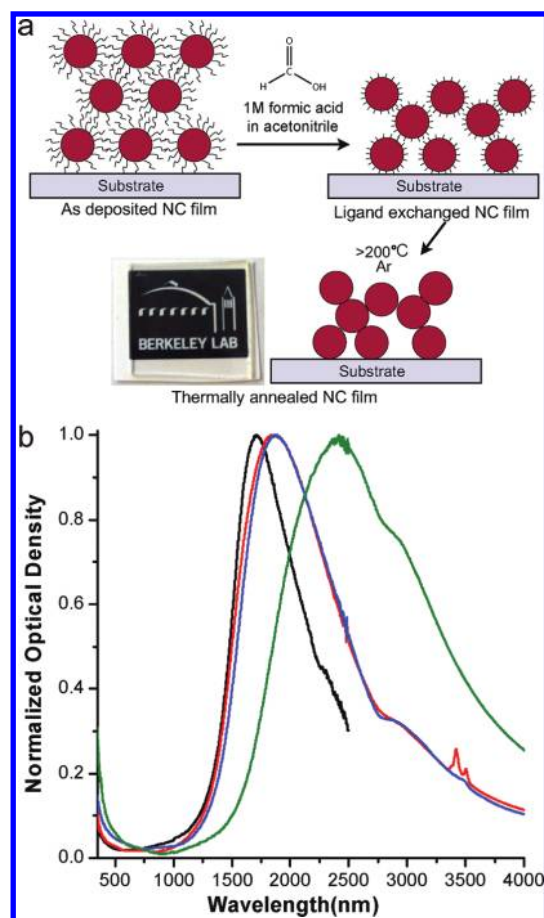 a
O
H
OH
1M formic acid
in acetonitrile
Substrate
As deposited NC film
Substrate
Ligand exchanged NC film
>200°C
Ar
BERKELEY LAB
Substrate
Thermally annealed NC film
b
Normalized Optical Density
1.0
0.8
0.6
0.4
0.2
0.0
500 1000 1500 2000 2500 3000 3500 4000
Wavelength(nm)